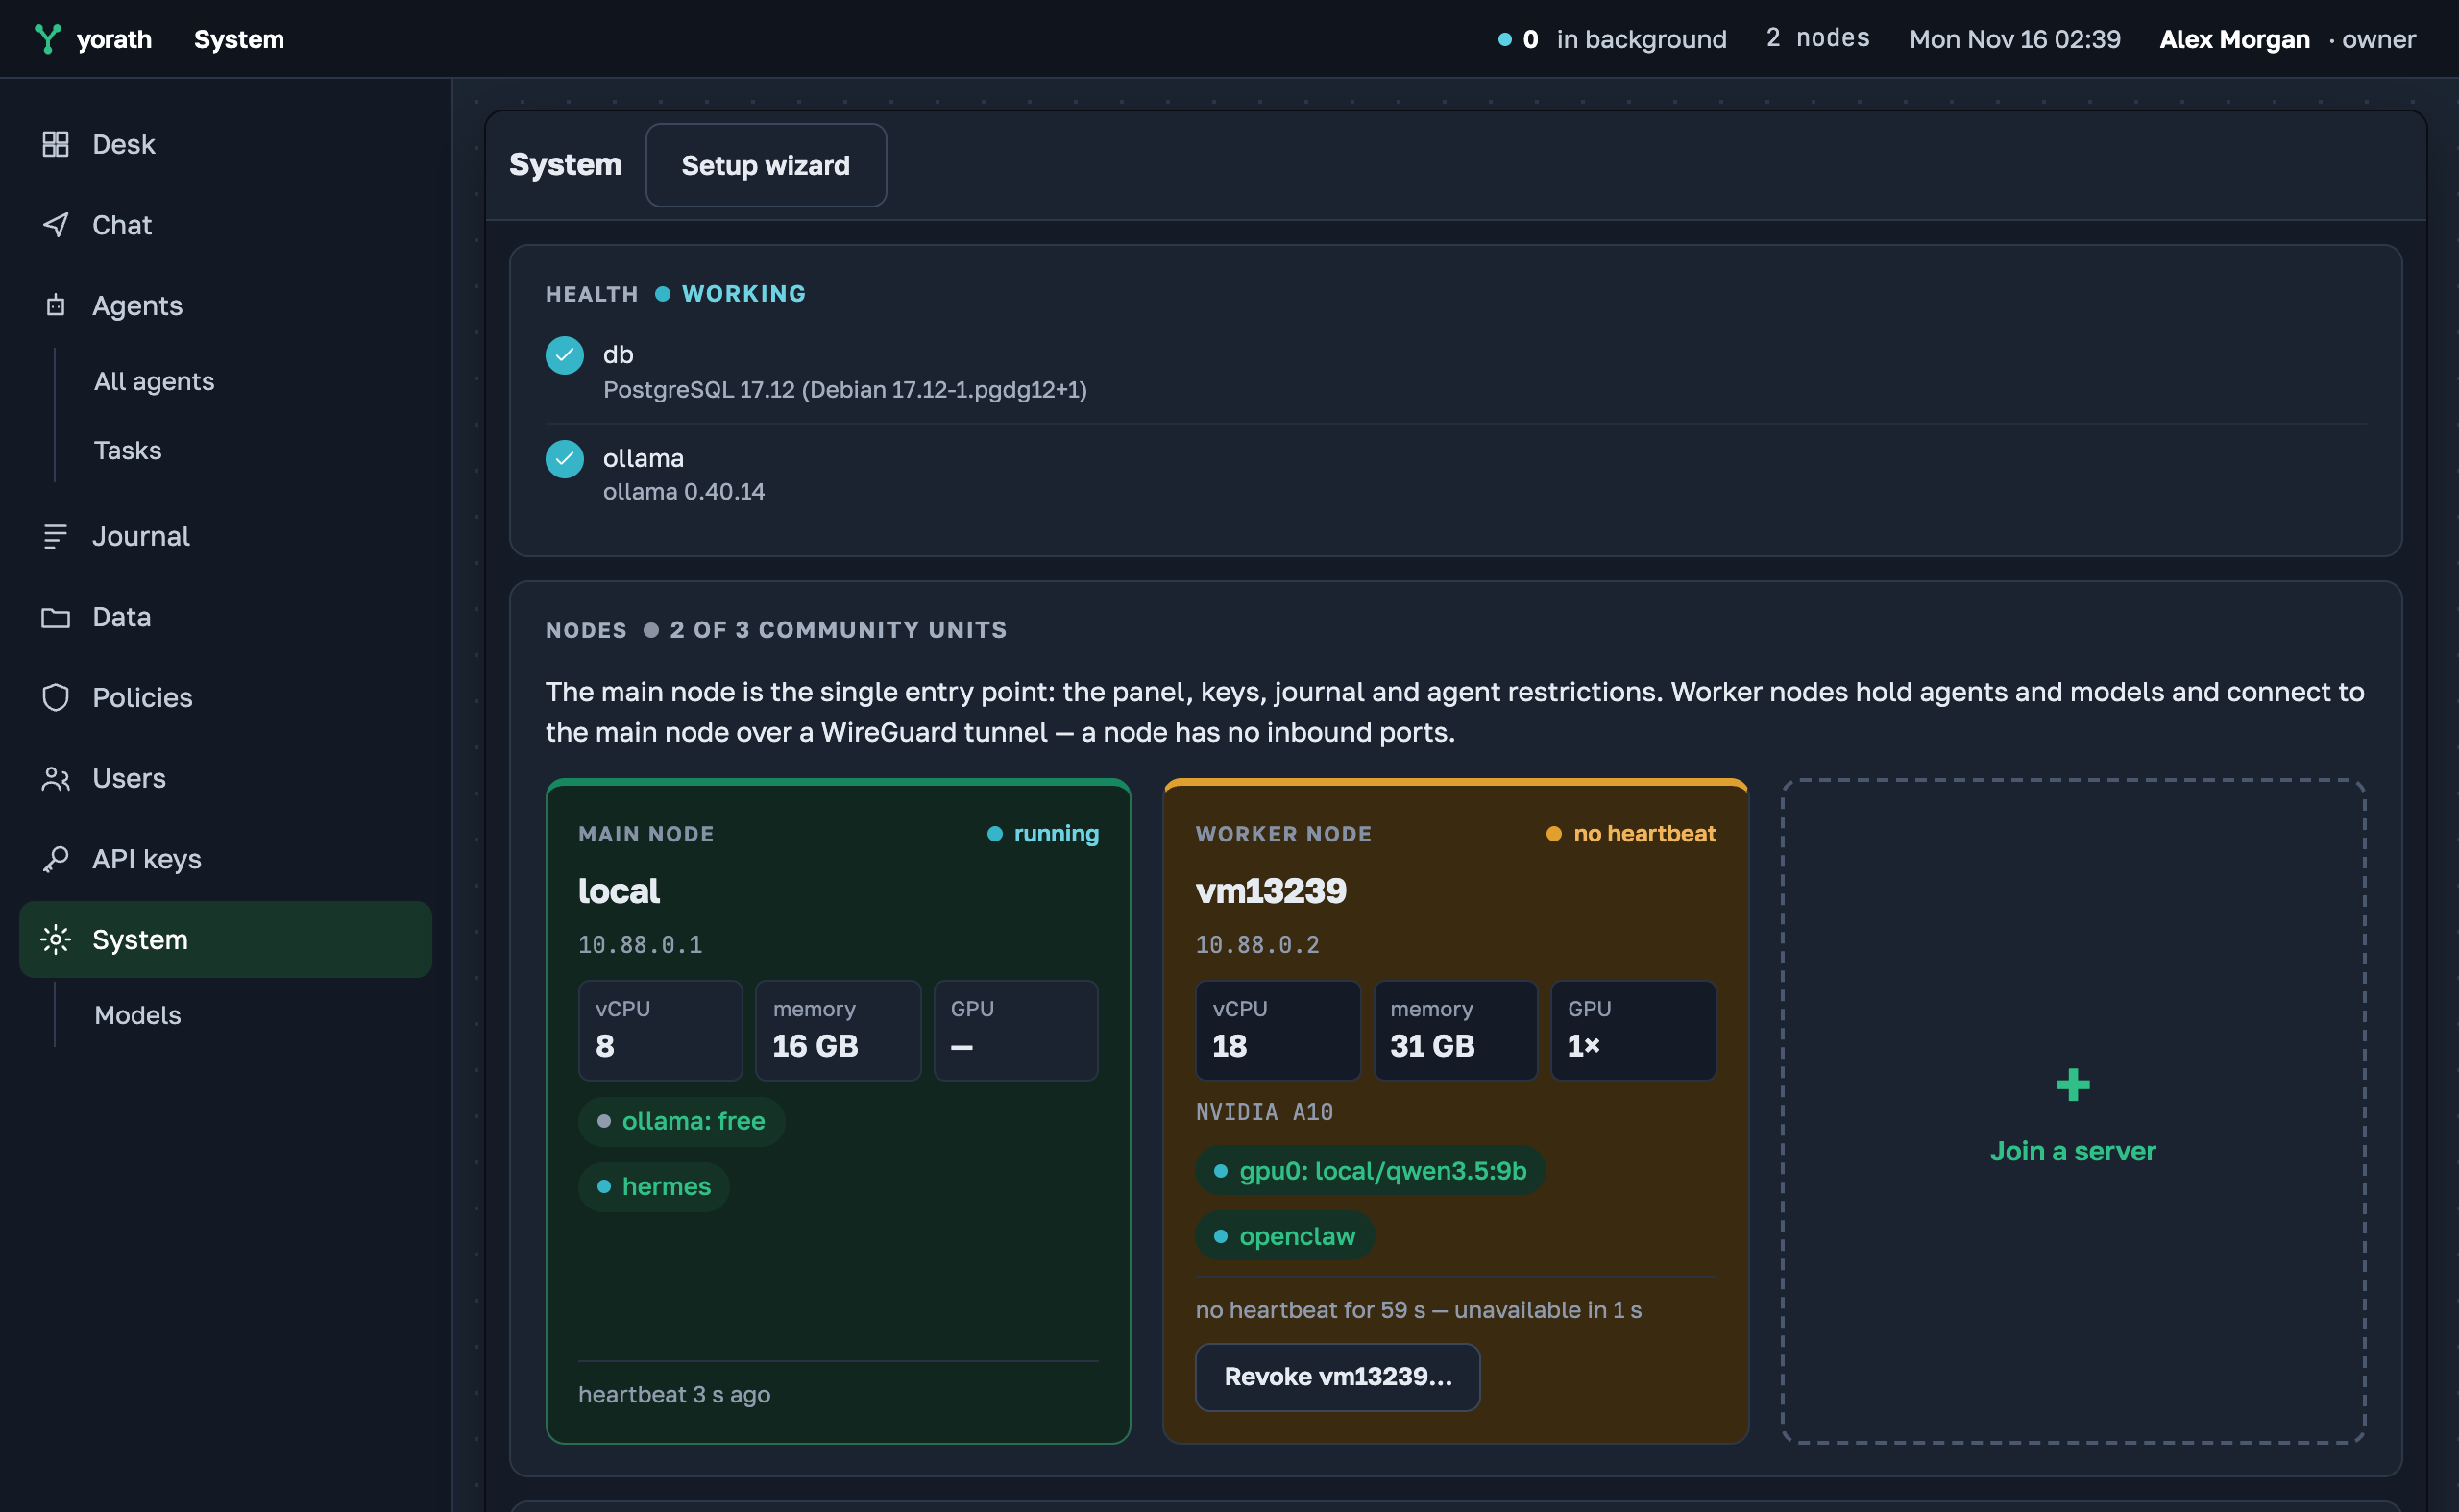 yorath System 0 in background 2 nodes Mon Nov 16 02:39 Alex Morgan · owner
Desk
Chat
Agents
All agents
Tasks
Journal
Data
Policies
Users
API keys
System
Models
System Setup wizard
HEALTH WORKING
db
PostgreSQL 17.12 (Debian 17.12-1.pgdg12+1)
ollama
ollama 0.40.14
NODES 2 OF 3 COMMUNITY UNITS
The main node is the single entry point: the panel, keys, journal and agent restrictions. Worker nodes hold agents and models and connect to
the main node over a WireGuard tunnel — a node has no inbound ports.
MAIN NODE running
local
10.88.0.1
vCPU memory GPU
8 16 GB —
ollama: free
hermes
heartbeat 3 s ago
WORKER NODE no heartbeat
vm13239
10.88.0.2
vCPU memory GPU
18 31 GB 1×
NVIDIA A10
gpu0: local/qwen3.5:9b
openclaw
no heartbeat for 59 s — unavailable in 1 s
Revoke vm13239...
+
Join a server